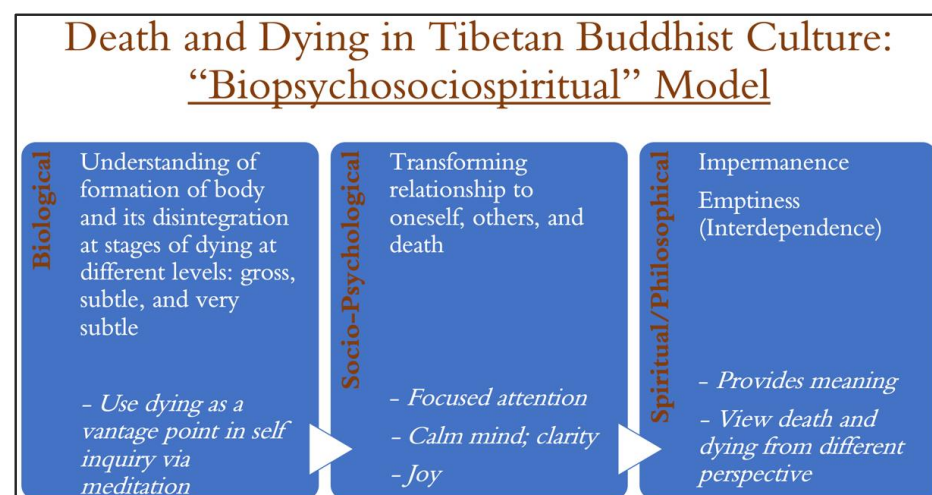 Death and Dying in Tibetan Buddhist Culture:
“Biopsychosociospiritual” Model
Biological
Understanding of
formation of body
and its disintegration
at stages of dying at
different levels: gross,
subtle, and very
subtle
- Use dying as a
vantage point in self
inquiry via
meditation
Socio-Psychological
Transforming
relationship to
oneself, others, and
death
- Focused attention
- Calm mind; clarity
- Joy
Spiritual/Philosophical
Impermanence
Emptiness
(Interdependence)
- Provides meaning
- View death and
dying from different
perspective